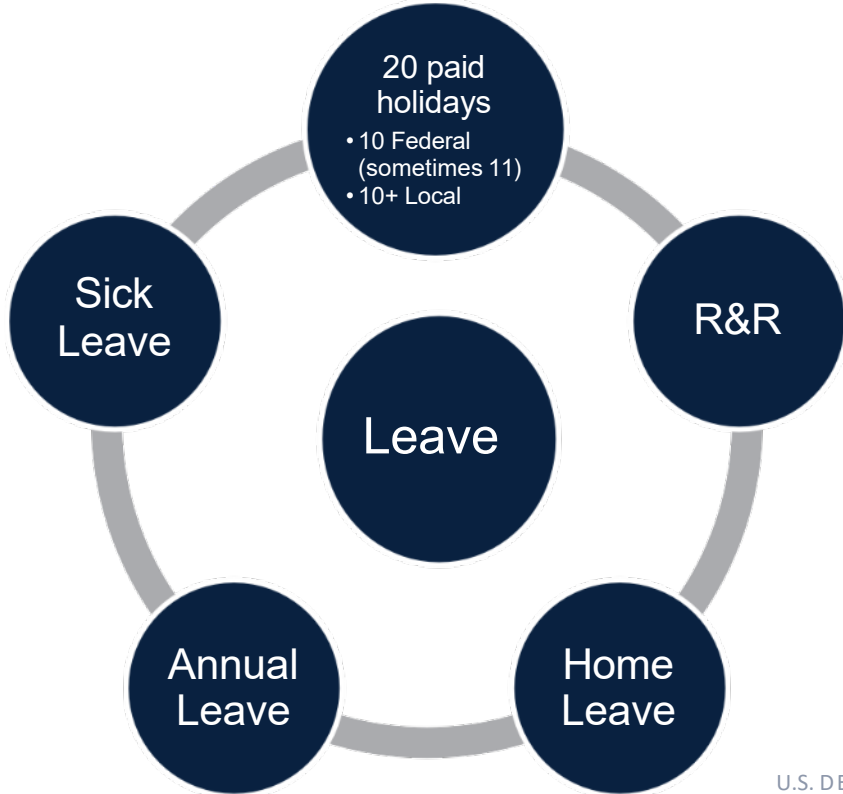 20 paid
holidays
• 10 Federal
(sometimes 11)
• 10+ Local
Sick
Leave
R&R
Leave
Annual
Leave
Home
Leave
U.S. DE